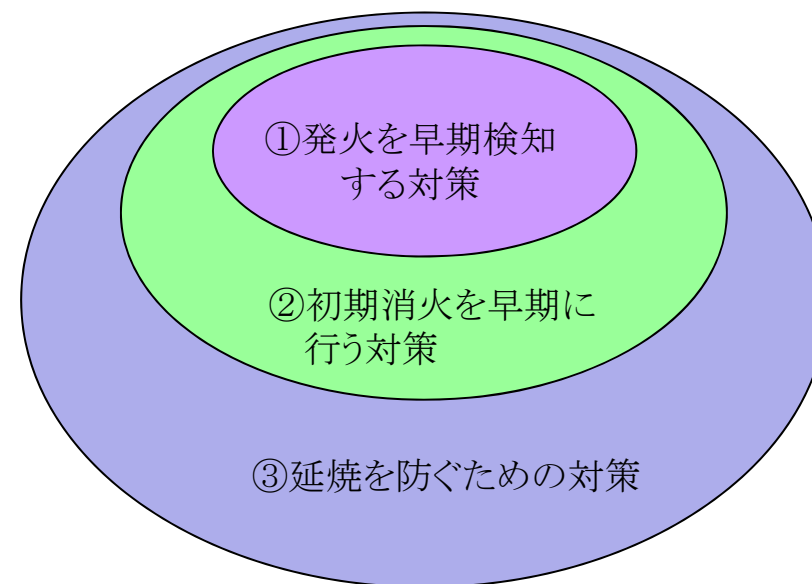 ①発火を早期検知
する対策
②初期消火を早期に
行う対策
③延焼を防ぐための対策